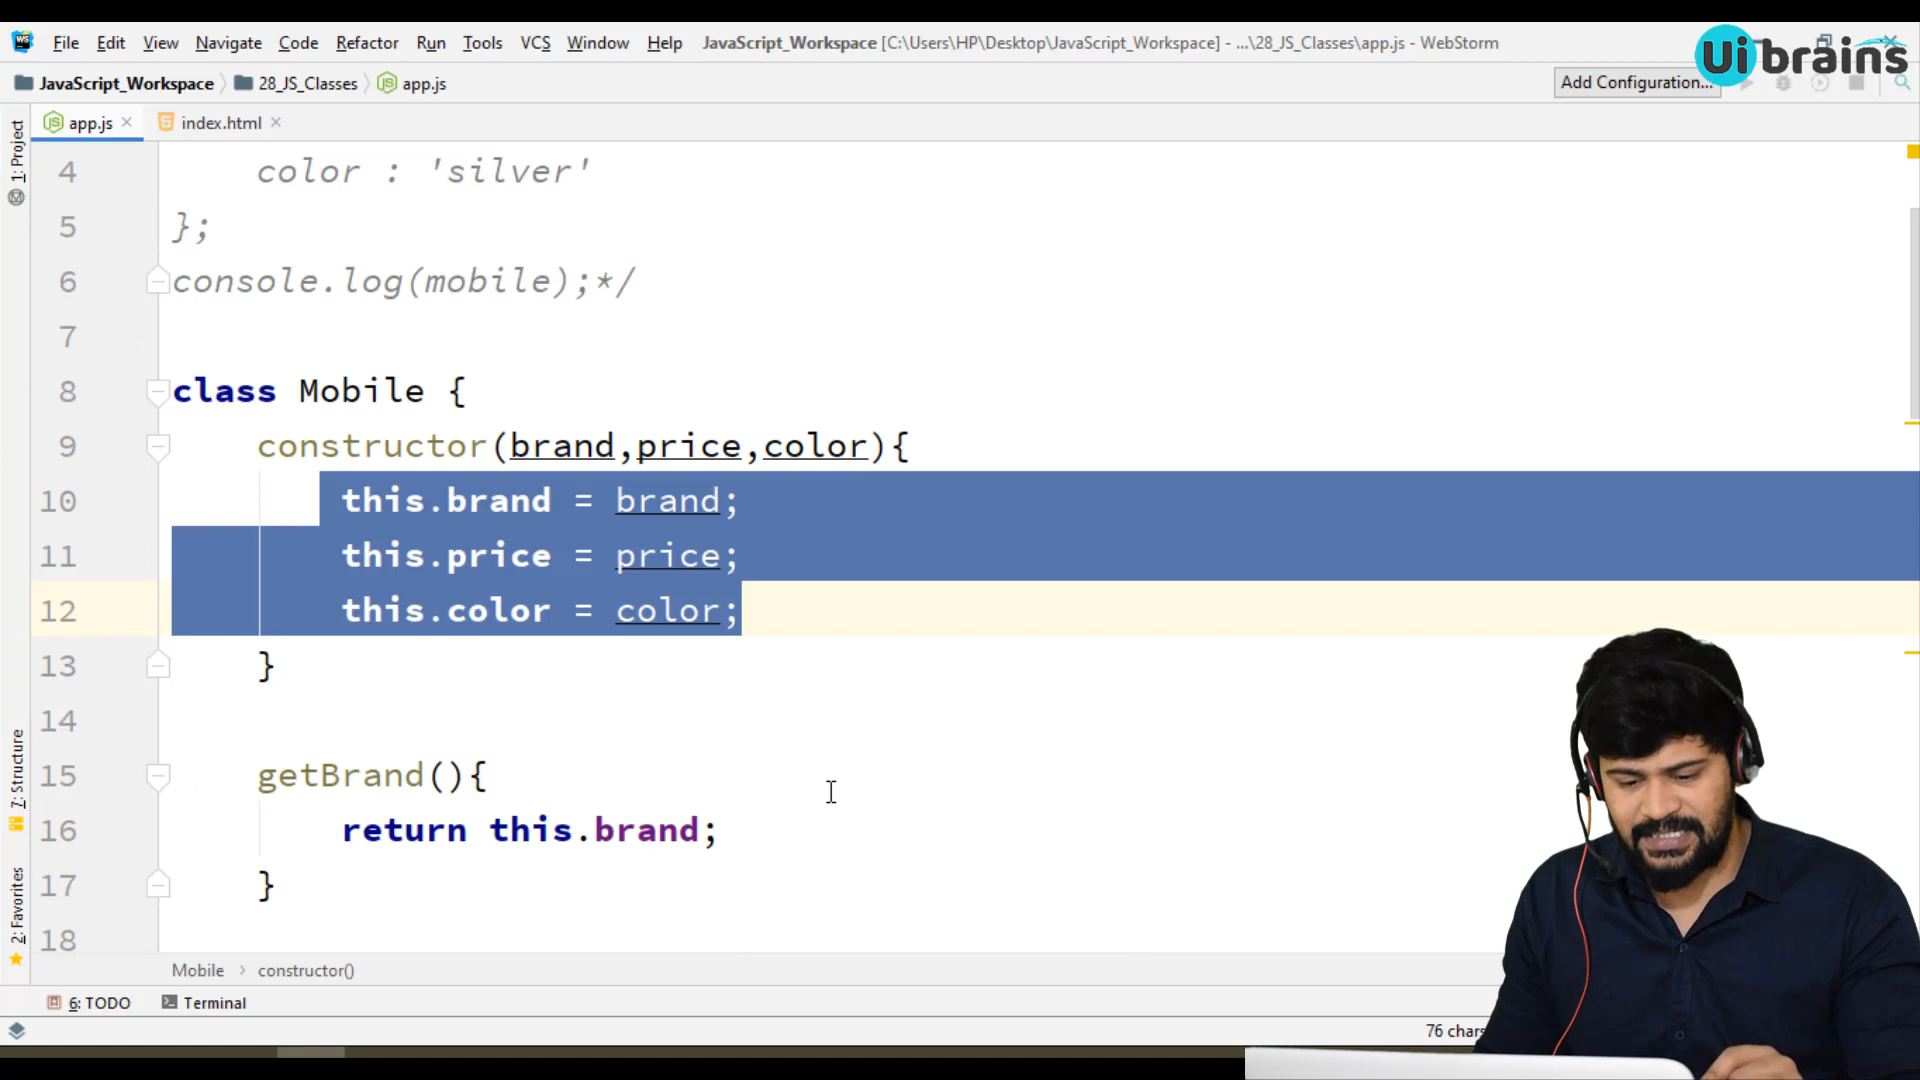 File Edit View Navigate Code Refactor Run Tools VCS Window Help JavaScript_Workspace [C:\Users\HP\Desktop\JavaScript_Workspace] - ...\28_JS_Classes\app.js - WebStorm
Ui brains
JavaScript_Workspace 28_JS_Classes app.js Add Configuration...
app.js index.html
1: Project
7: Structure
2: Favorites
4 color : 'silver'
5 };
6 console.log(mobile);*/
7
8 class Mobile {
9 constructor(brand,price,color){
10 this.brand = brand;
11 this.price = price;
12 this.color = color;
13 }
14
15 getBrand(){
16 return this.brand;
17 }
18
Mobile > constructor()
6: TODO Terminal
76 chars